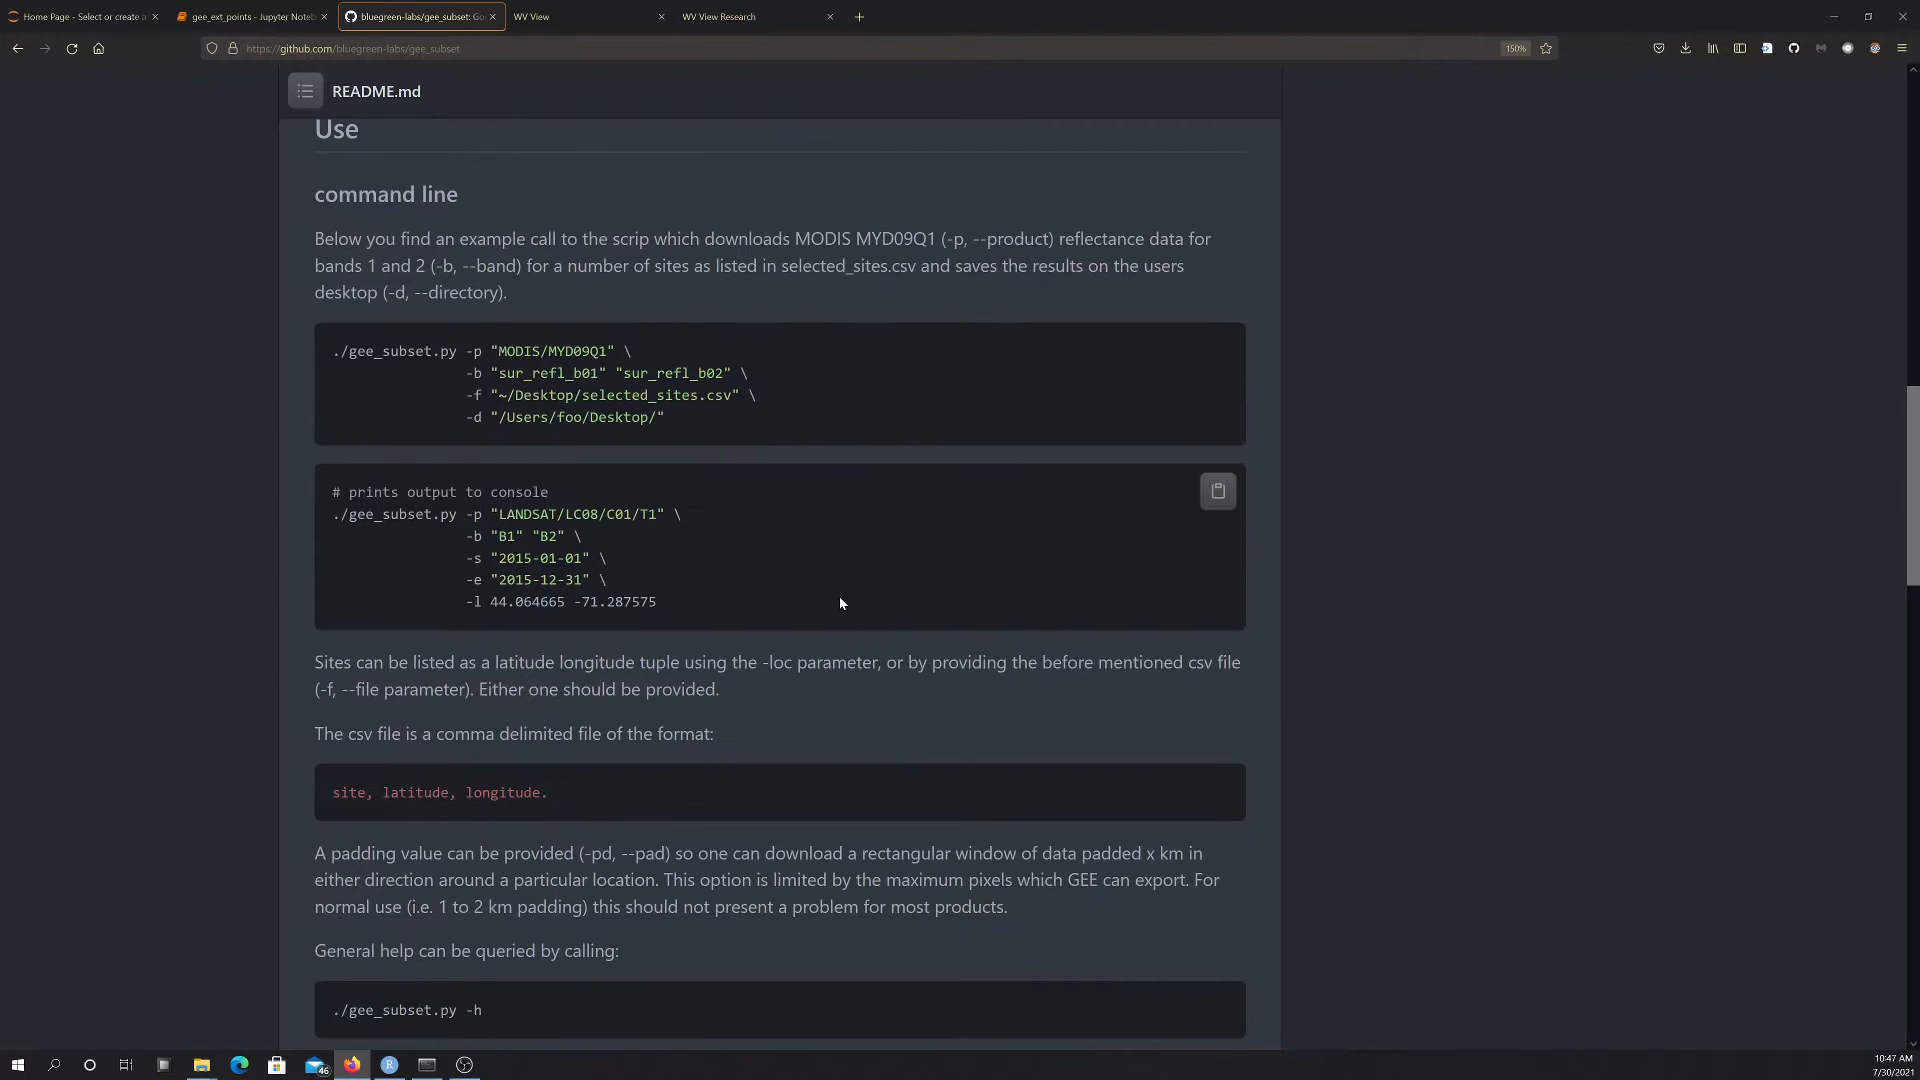 Home Page - Select or create a
gee_ext_points - Jupyter Noteb
bluegreen-labs/gee_subset: Go
WV View
WV View Research
https://github.com/bluegreen-labs/gee_subset
150%
README.md
Use
command line
Below you find an example call to the scrip which downloads MODIS MYD09Q1 (-p, --product) reflectance data for
bands 1 and 2 (-b, --band) for a number of sites as listed in selected_sites.csv and saves the results on the users
desktop (-d, --directory).
./gee_subset.py -p "MODIS/MYD09Q1" \
-b "sur_refl_b01" "sur_refl_b02" \
-f "~/Desktop/selected_sites.csv" \
-d "/Users/foo/Desktop/"
# prints output to console
./gee_subset.py -p "LANDSAT/LC08/C01/T1" \
-b "B1" "B2" \
-s "2015-01-01" \
-e "2015-12-31" \
-l 44.064665 -71.287575
Sites can be listed as a latitude longitude tuple using the -loc parameter, or by providing the before mentioned csv file
(-f, --file parameter). Either one should be provided.
The csv file is a comma delimited file of the format:
site, latitude, longitude.
A padding value can be provided (-pd, --pad) so one can download a rectangular window of data padded x km in
either direction around a particular location. This option is limited by the maximum pixels which GEE can export. For
normal use (i.e. 1 to 2 km padding) this should not present a problem for most products.
General help can be queried by calling:
./gee_subset.py -h
46
R
10:47 AM
7/30/2021